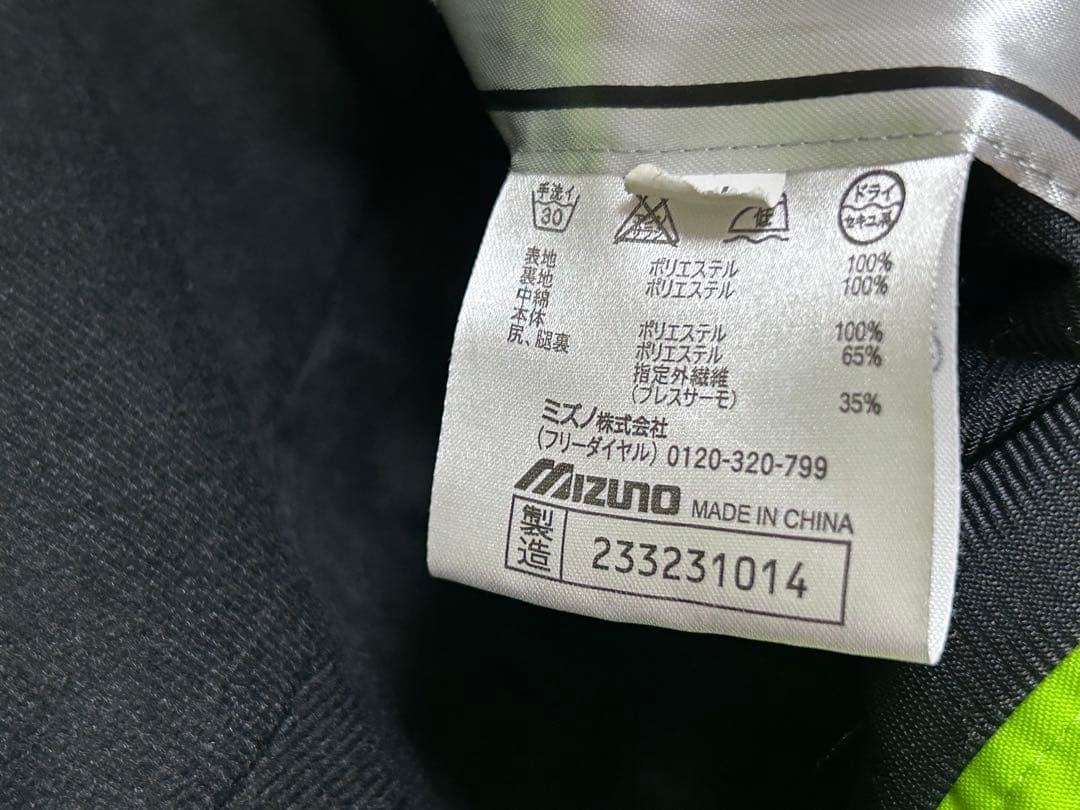 手洗イ
30
低
ドライ
セキユ系
表地 ポリエステル 100%
裏地 ポリエステル 100%
中綿
本体 ポリエステル 100%
尻、腿裏 ポリエステル 65%
指定外繊維
(ブレスサーモ) 35%
ミズノ株式会社
(フリーダイヤル) 0120-320-799
MIZUNO MADE IN CHINA
製造 233231014